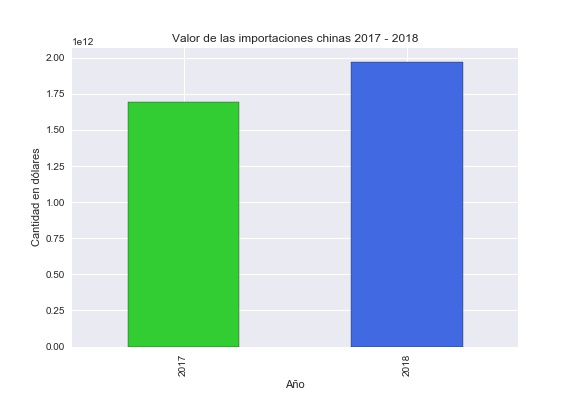 Valor de las importaciones chinas 2017 - 2018
1e12
2.00
1.75
1.50
1.25
1.00
0.75
0.50
0.25
0.00
Cantidad en dólares
2017
2018
Año